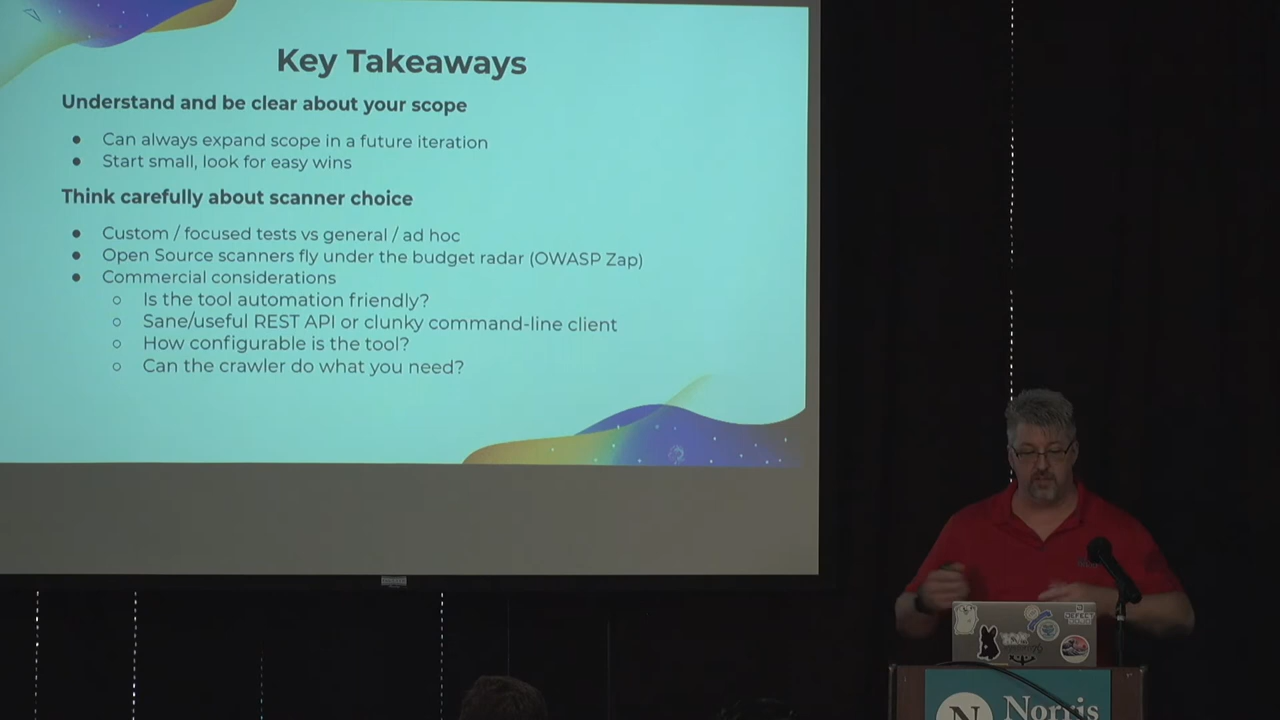 Key Takeaways
Understand and be clear about your scope
● Can always expand scope in a future iteration
● Start small, look for easy wins
Think carefully about scanner choice
● Custom / focused tests vs general / ad hoc
● Open Source scanners fly under the budget radar (OWASP Zap)
● Commercial considerations
○ Is the tool automation friendly?
○ Sane/useful REST API or clunky command-line client
○ How configurable is the tool?
○ Can the crawler do what you need?
N Norris